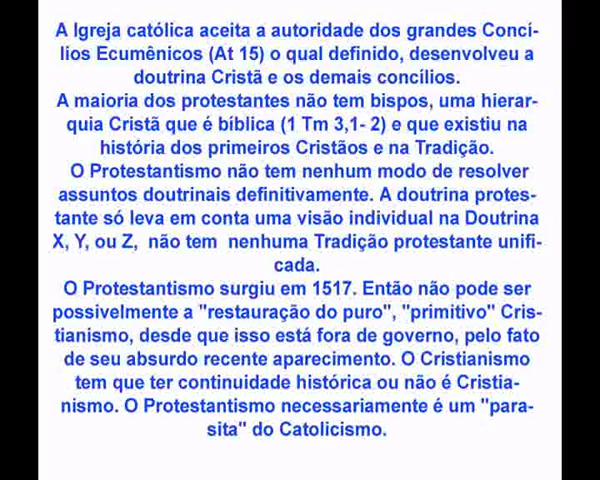 A Igreja católica aceita a autoridade dos grandes Concí-
lios Ecumênicos (At 15) o qual definido, desenvolveu a
doutrina Cristã e os demais concílios.
A maioria dos protestantes não tem bispos, uma hierar-
quia Cristã que é bíblica (1 Tm 3,1- 2) e que existiu na
história dos primeiros Cristãos e na Tradição.
O Protestantismo não tem nenhum modo de resolver
assuntos doutrinais definitivamente. A doutrina protes-
tante só leva em conta uma visão individual na Doutrina
X, Y, ou Z, não tem nenhuma Tradição protestante unifi-
cada.
O Protestantismo surgiu em 1517. Então não pode ser
possivelmente a "restauração do puro", "primitivo" Cris-
tianismo, desde que isso está fora de governo, pelo fato
de seu absurdo recente aparecimento. O Cristianismo
tem que ter continuidade histórica ou não é Cristia-
nismo. O Protestantismo necessariamente é um "para-
sita" do Catolicismo.